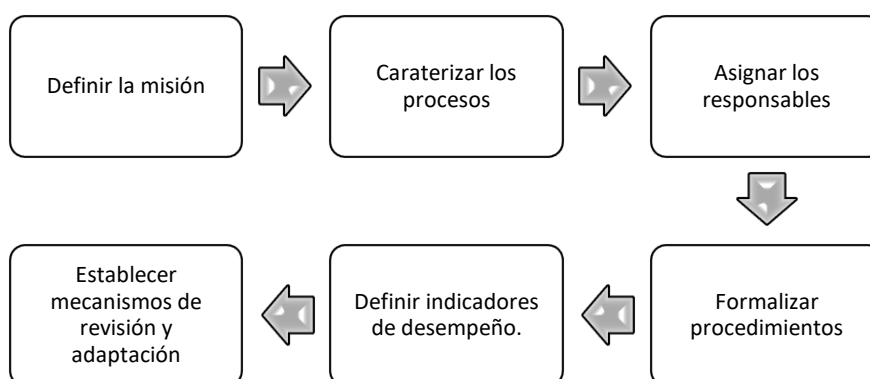 Definir la misión
Caraterizar los
procesos
Asignar los
responsables
Formalizar
procedimientos
Definir indicadores
de desempeño.
Establecer
mecanismos de
revisión y
adaptación